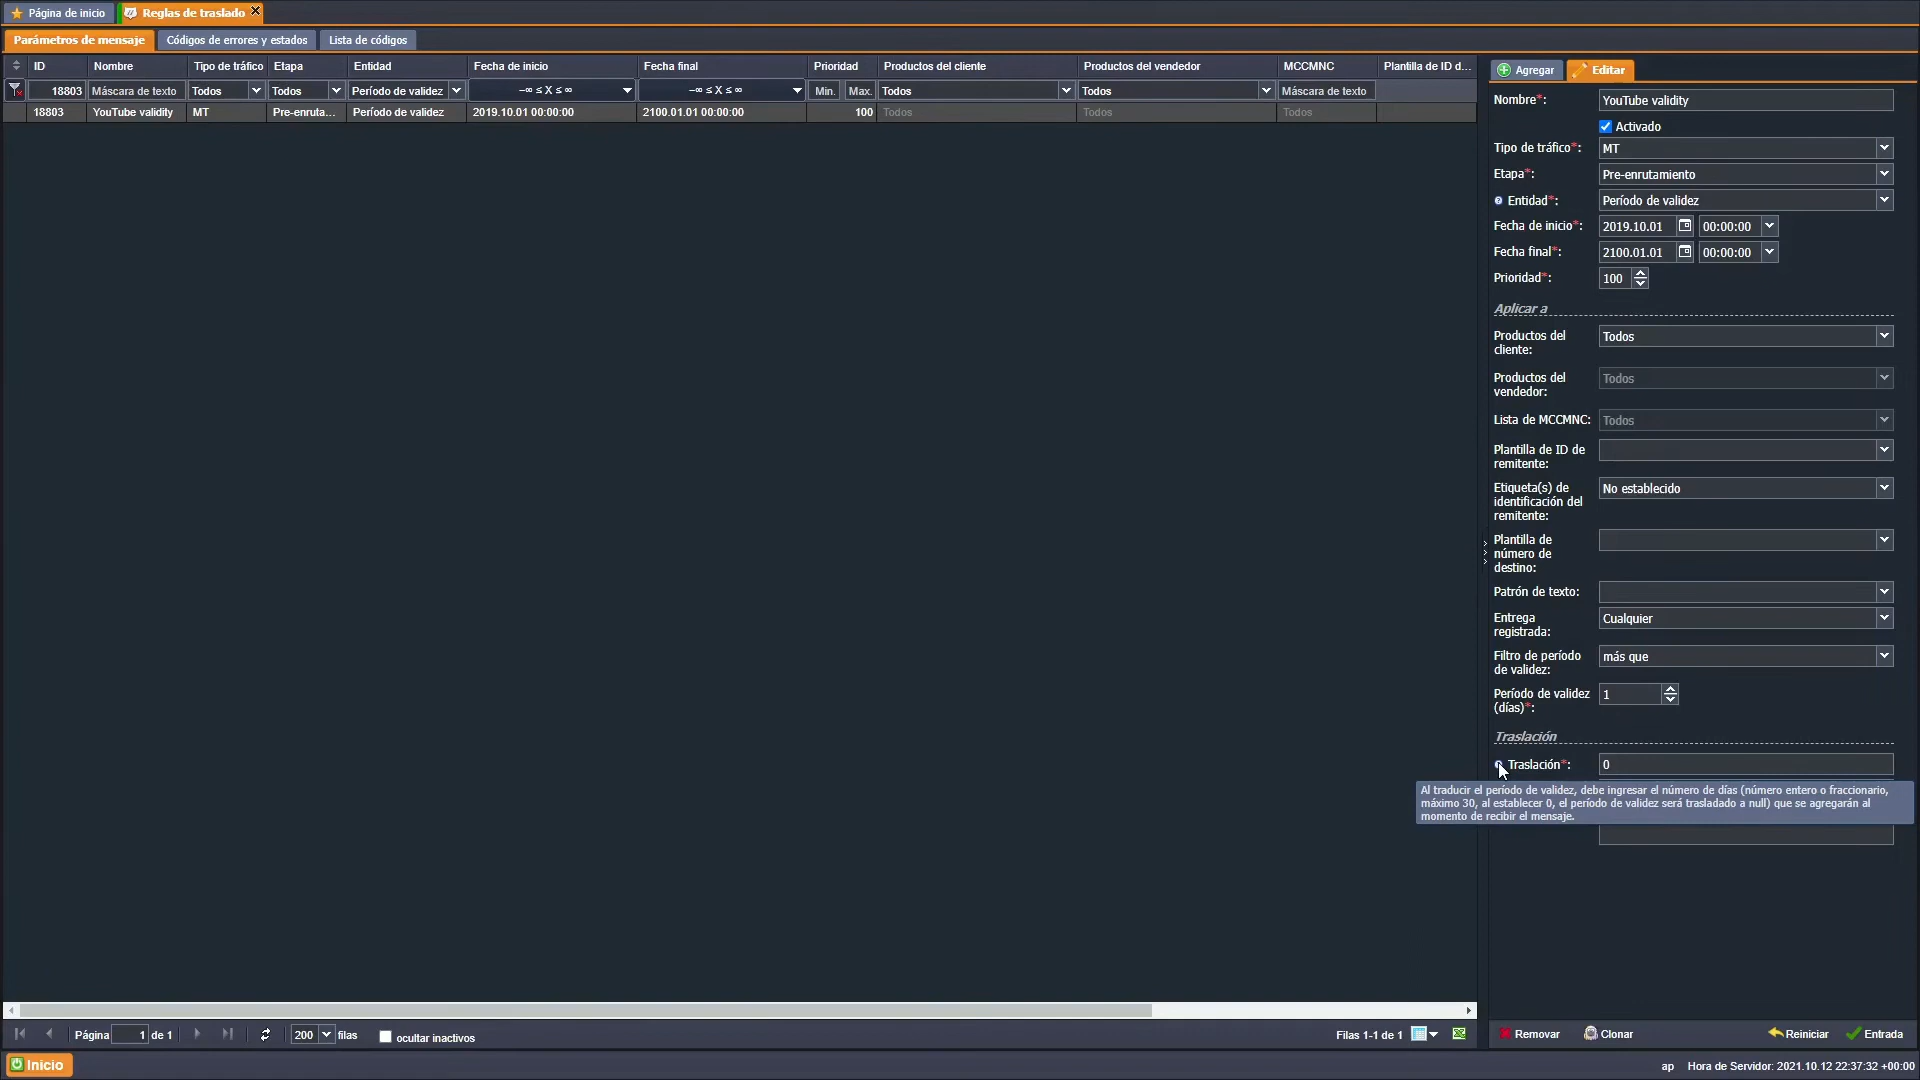 Página de inicio
Reglas de traslado
Parámetros de mensaje
Códigos de errores y estados
Lista de códigos
ID Nombre Tipo de tráfico Etapa Entidad Fecha de inicio Fecha final Prioridad Productos del cliente Productos del vendedor MCCMNC Plantilla de ID d...
18803 Máscara de texto Todos Todos Período de validez -∞ ≤ X ≤ ∞ -∞ ≤ X ≤ ∞ Min. Max. Todos Todos Máscara de texto
18803 YouTube validity MT Pre-enruta... Período de validez 2019.10.01 00:00:00 2100.01.01 00:00:00 100 Todos Todos Todos
Agregar Editar
Nombre*: YouTube validity
Activado
Tipo de tráfico*: MT
Etapa*: Pre-enrutamiento
Entidad*: Período de validez
Fecha de inicio*: 2019.10.01 00:00:00
Fecha final*: 2100.01.01 00:00:00
Prioridad*: 100
Aplicar a
Productos del
cliente: Todos
Productos del
vendedor: Todos
Lista de MCCMNC: Todos
Plantilla de ID de
remitente:
Etiqueta(s) de
identificación del
remitente: No establecido
Plantilla de
número de
destino:
Patrón de texto:
Entrega
registrada: Cualquier
Filtro de período
de validez: más que
Período de validez
(días)*: 1
Traslación
Traslación*: 0
Al traducir el período de validez, debe ingresar el número de días (número entero o fraccionario,
máximo 30, al establecer 0, el período de validez será trasladado a null) que se agregarán al
momento de recibir el mensaje.
Página 1 de 1 200 filas ocultar inactivos Filas 1-1 de 1
Remover Clonar Reiniciar Entrada
Inicio
ap Hora de Servidor: 2021.10.12 22:37:32 +00:00